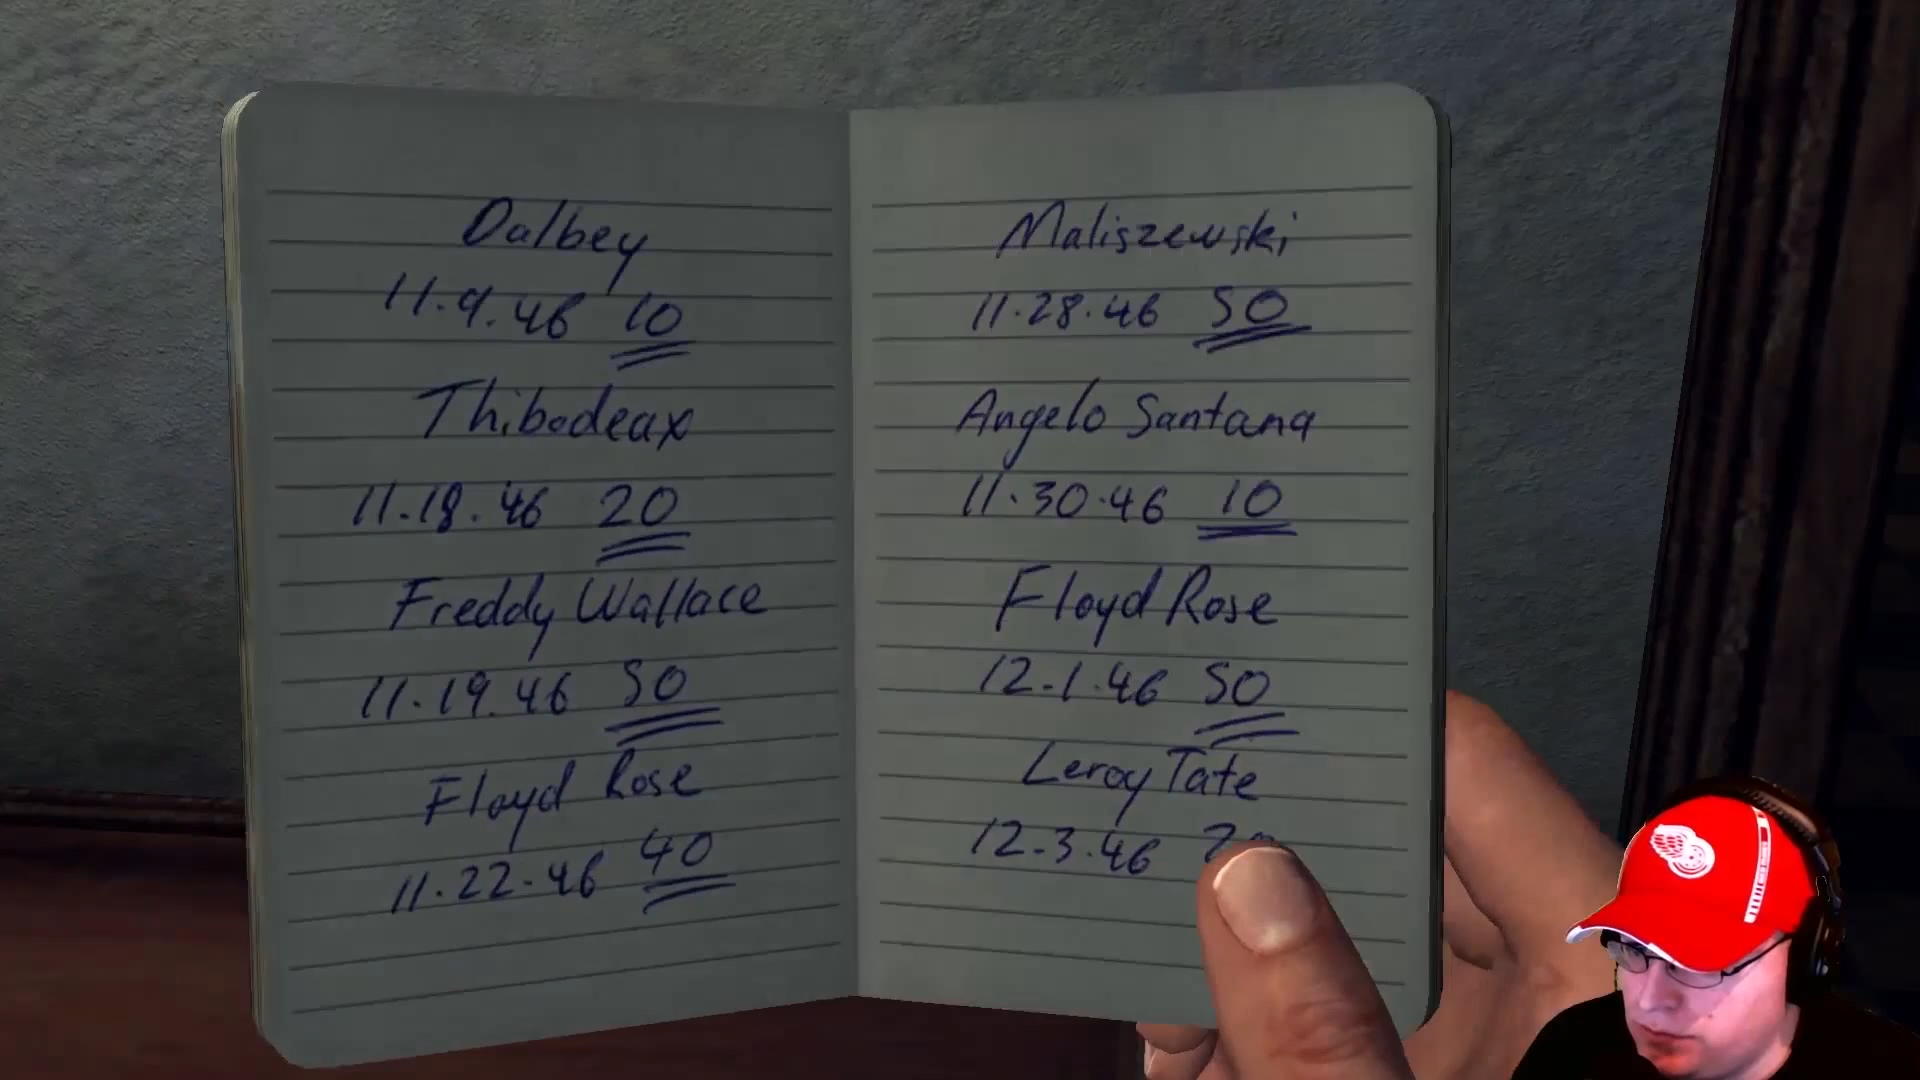 Dalbey
11.9.46 10
Thibodeax
11.18.46 20
Freddy Wallace
11.19.46 50
Floyd Rose
11.22.46 40
Maliszewski
11.28.46 50
Angelo Santana
11.30.46 10
Floyd Rose
12.1.46 50
Leroy Tate
12.3.46